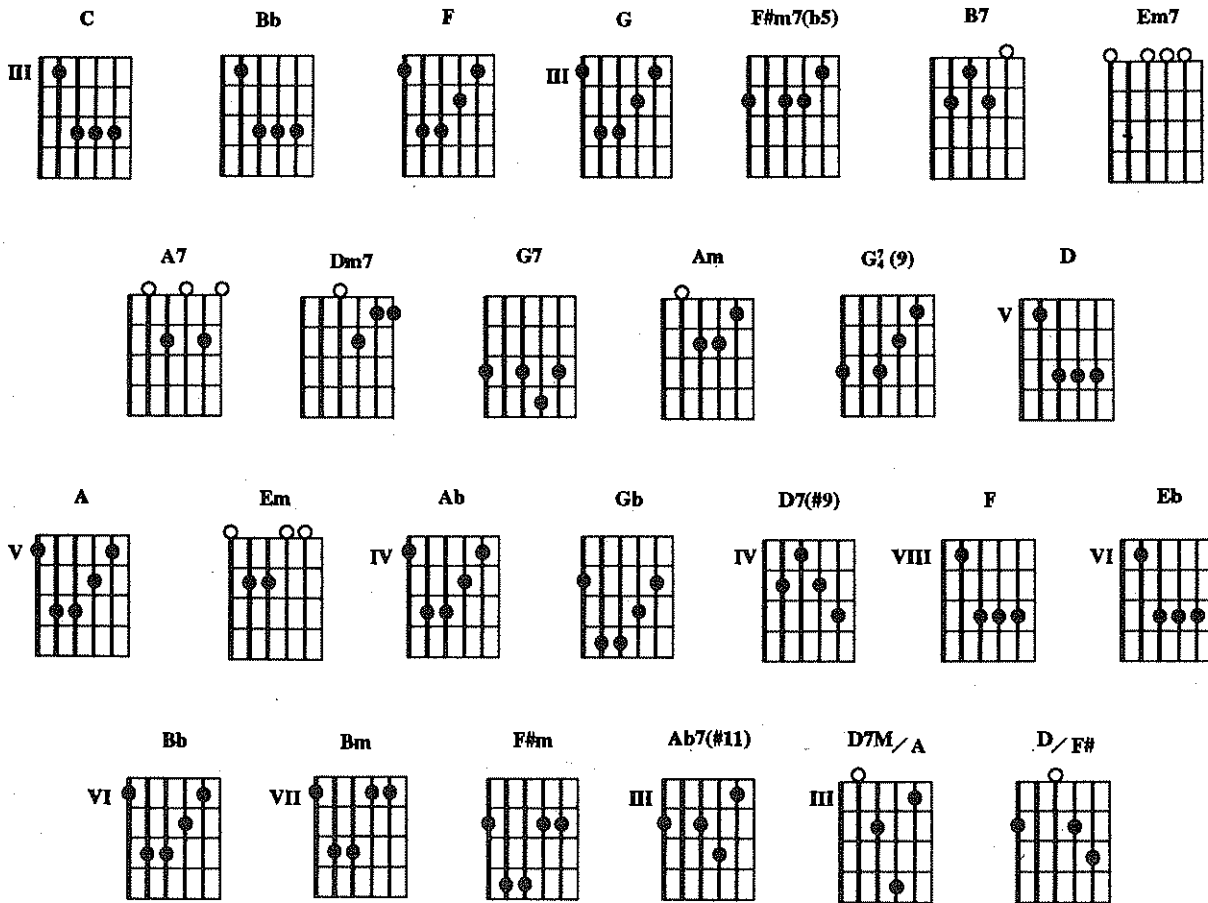 C Bb F G F#m7(b5) B7 Em7
III III
A7 Dm7 G7 Am G 7/4 (9) D
V
A Em Ab Gb D7(#9) F Eb
V IV IV VIII VI
Bb Bm F#m Ab7(#11) D7M/A D/F#
VI VII III III